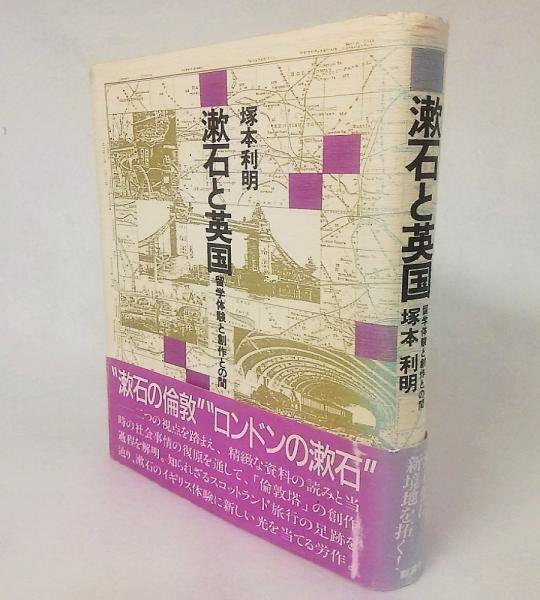 塚本利明
漱石と英国
留学体験と創作との間
"漱石の倫敦""ロンドンの漱石"
二つの視点を踏まえ、精緻な資料の読みと当
時の社会事情の復原を通して、「倫敦塔」の創作
過程を解明、知られざるスコットランド旅行の足跡を
辿り、漱石のイギリス体験に新しい光を当てる労作
漱石と英国
留学体験と創作との間
塚本利明
新境地を拓く!